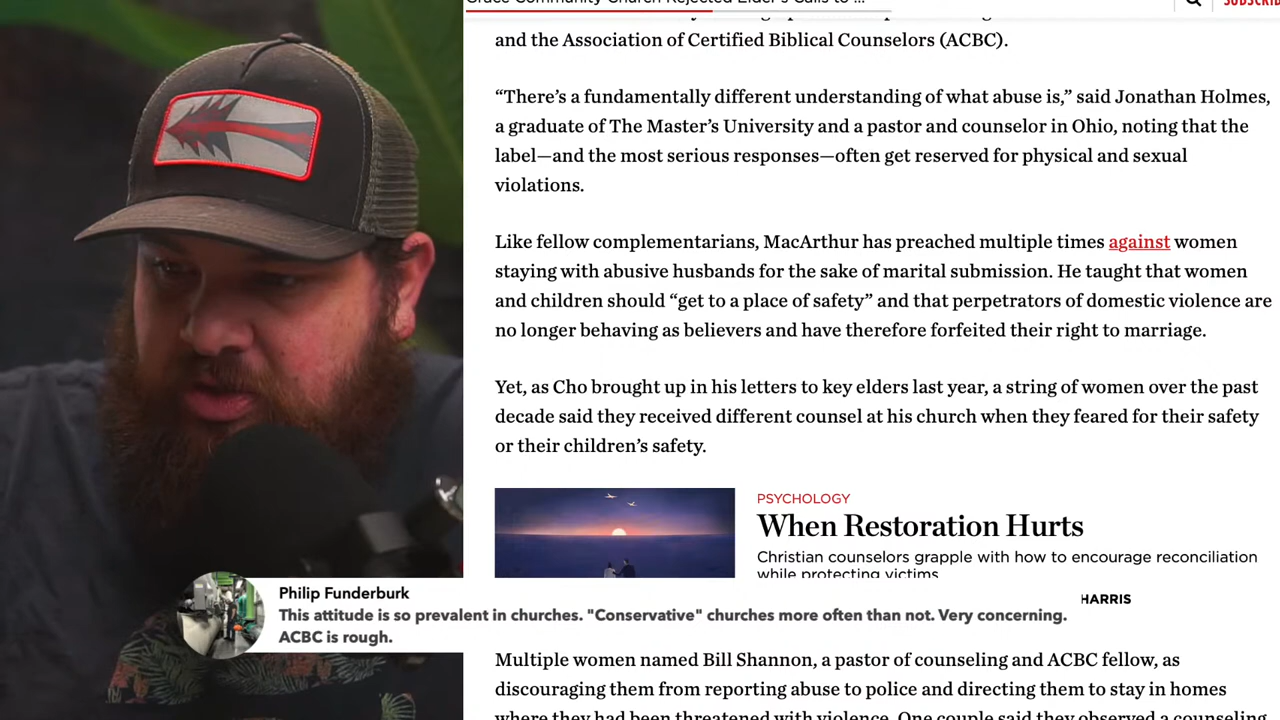 Grace Community Church Rejected Elder's Calls to ...
SUBSCRIB
and the Association of Certified Biblical Counselors (ACBC).
“There’s a fundamentally different understanding of what abuse is,” said Jonathan Holmes,
a graduate of The Master’s University and a pastor and counselor in Ohio, noting that the
label—and the most serious responses—often get reserved for physical and sexual
violations.
Like fellow complementarians, MacArthur has preached multiple times against women
staying with abusive husbands for the sake of marital submission. He taught that women
and children should “get to a place of safety” and that perpetrators of domestic violence are
no longer behaving as believers and have therefore forfeited their right to marriage.
Yet, as Cho brought up in his letters to key elders last year, a string of women over the past
decade said they received different counsel at his church when they feared for their safety
or their children’s safety.
PSYCHOLOGY
When Restoration Hurts
Christian counselors grapple with how to encourage reconciliation
while protecting victims
HARRIS
Philip Funderburk
This attitude is so prevalent in churches. "Conservative" churches more often than not. Very concerning.
ACBC is rough.
Multiple women named Bill Shannon, a pastor of counseling and ACBC fellow, as
discouraging them from reporting abuse to police and directing them to stay in homes
where they had been threatened with violence. One couple said they observed a counseling